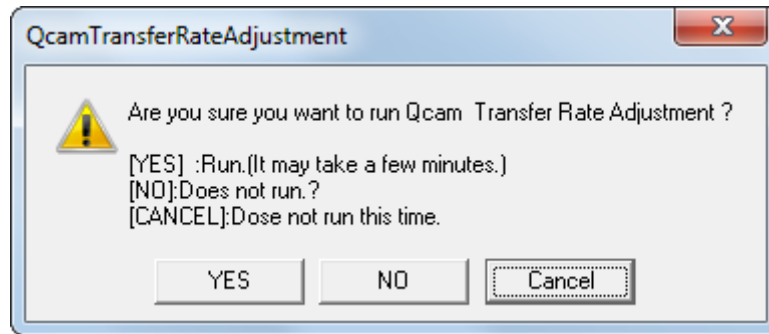 QcamTransferRateAdjustment
Are you sure you want to run Qcam  Transfer Rate Adjustment ?
[YES]  :Run.(It may take a few minutes.)
[NO]:Does not run.?
[CANCEL]:Dose not run this time.
YES
NO
Cancel